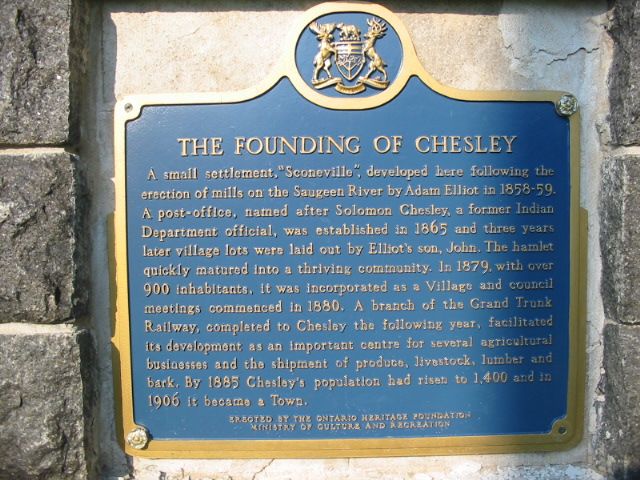 THE FOUNDING OF CHESLEY
A small settlement, "Sconeville", developed here following the
erection of mills on the Saugeen River by Adam Elliot in 1858-59.
A post-office, named after Solomon Chesley, a former Indian
Department official, was established in 1865 and three years
later village lots were laid out by Elliot's son, John. The hamlet
quickly matured into a thriving community. In 1879, with over
900 inhabitants, it was incorporated as a Village and council
meetings commenced in 1880. A branch of the Grand Trunk
Railway, completed to Chesley the following year, facilitated
its development as an important centre for several agricultural
businesses and the shipment of produce, livestock, lumber and
bark. By 1885 Chesley's population had risen to 1,400 and in
1906 it became a Town.
ERECTED BY THE ONTARIO HERITAGE FOUNDATION
MINISTRY OF CULTURE AND RECREATION